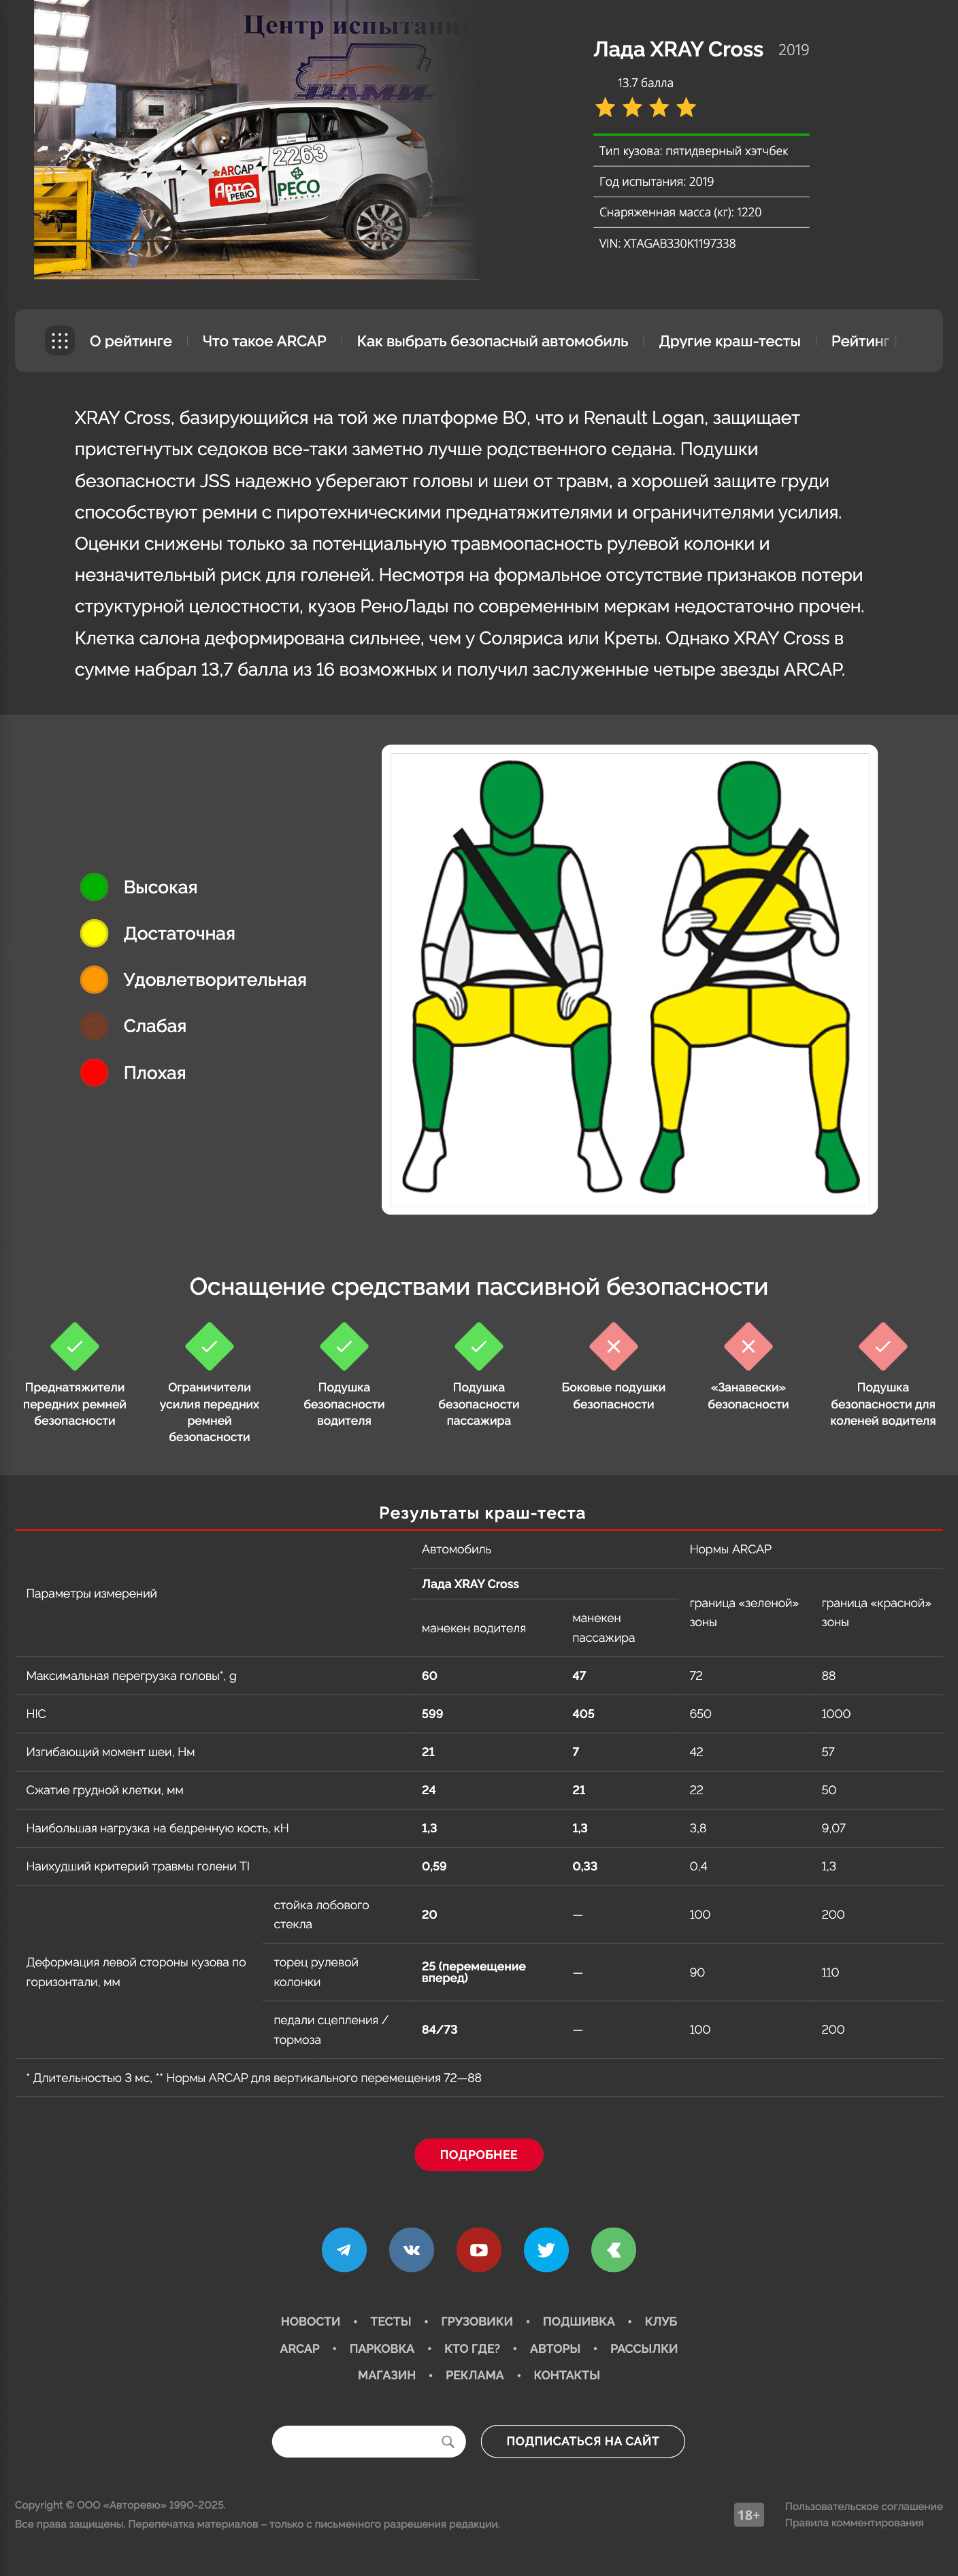 Центр испытаний
НАМИ
2263
ARCAP
АВТО
РЕВЮ
РЕСО
ГАРАНТИЯ
Лада XRAY Cross 2019
13.7 балла
Тип кузова: пятидверный хэтчбек
Год испытания: 2019
Снаряженная масса (кг): 1220
VIN: XTAGAB330K1197338
О рейтинге | Что такое ARCAP | Как выбрать безопасный автомобиль | Другие краш-тесты | Рейтинг |
XRAY Cross, базирующийся на той же платформе B0, что и Renault Logan, защищает
пристегнутых седоков все-таки заметно лучше родственного седана. Подушки
безопасности JSS надежно уберегают головы и шеи от травм, а хорошей защите груди
способствуют ремни с пиротехническими преднатяжителями и ограничителями усилия.
Оценки снижены только за потенциальную травмоопасность рулевой колонки и
незначительный риск для голеней. Несмотря на формальное отсутствие признаков потери
структурной целостности, кузов РеноЛады по современным меркам недостаточно прочен.
Клетка салона деформирована сильнее, чем у Соляриса или Креты. Однако XRAY Cross в
сумме набрал 13,7 балла из 16 возможных и получил заслуженные четыре звезды ARCAP.
Высокая
Достаточная
Удовлетворительная
Слабая
Плохая
Оснащение средствами пассивной безопасности
Преднатяжители
передних ремней
безопасности
Ограничители
усилия передних
ремней
безопасности
Подушка
безопасности
водителя
Подушка
безопасности
пассажира
Боковые подушки
безопасности
«Занавески»
безопасности
Подушка
безопасности для
коленей водителя
Результаты краш-теста
Параметры измерений
Автомобиль
Нормы ARCAP
Лада XRAY Cross
манекен водителя
манекен
пассажира
граница «зеленой»
зоны
граница «красной»
зоны
Максимальная перегрузка головы*, g 60 47 72 88
HIC 599 405 650 1000
Изгибающий момент шеи, Нм 21 7 42 57
Сжатие грудной клетки, мм 24 21 22 50
Наибольшая нагрузка на бедренную кость, кН 1,3 1,3 3,8 9,07
Наихудший критерий травмы голени TI 0,59 0,33 0,4 1,3
Деформация левой стороны кузова по
горизонтали, мм
стойка лобового
стекла
20 — 100 200
торец рулевой
колонки
25 (перемещение
вперед)
— 90 110
педали сцепления /
тормоза
84/73 — 100 200
* Длительностью 3 мс, ** Нормы ARCAP для вертикального перемещения 72—88
ПОДРОБНЕЕ
НОВОСТИ • ТЕСТЫ • ГРУЗОВИКИ • ПОДШИВКА • КЛУБ
ARCAP • ПАРКОВКА • КТО ГДЕ? • АВТОРЫ • РАССЫЛКИ
МАГАЗИН • РЕКЛАМА • КОНТАКТЫ
ПОДПИСАТЬСЯ НА САЙТ
Copyright © ООО «Авторевю» 1990-2025.
Все права защищены. Перепечатка материалов – только с письменного разрешения редакции.
18+
Пользовательское соглашение
Правила комментирования